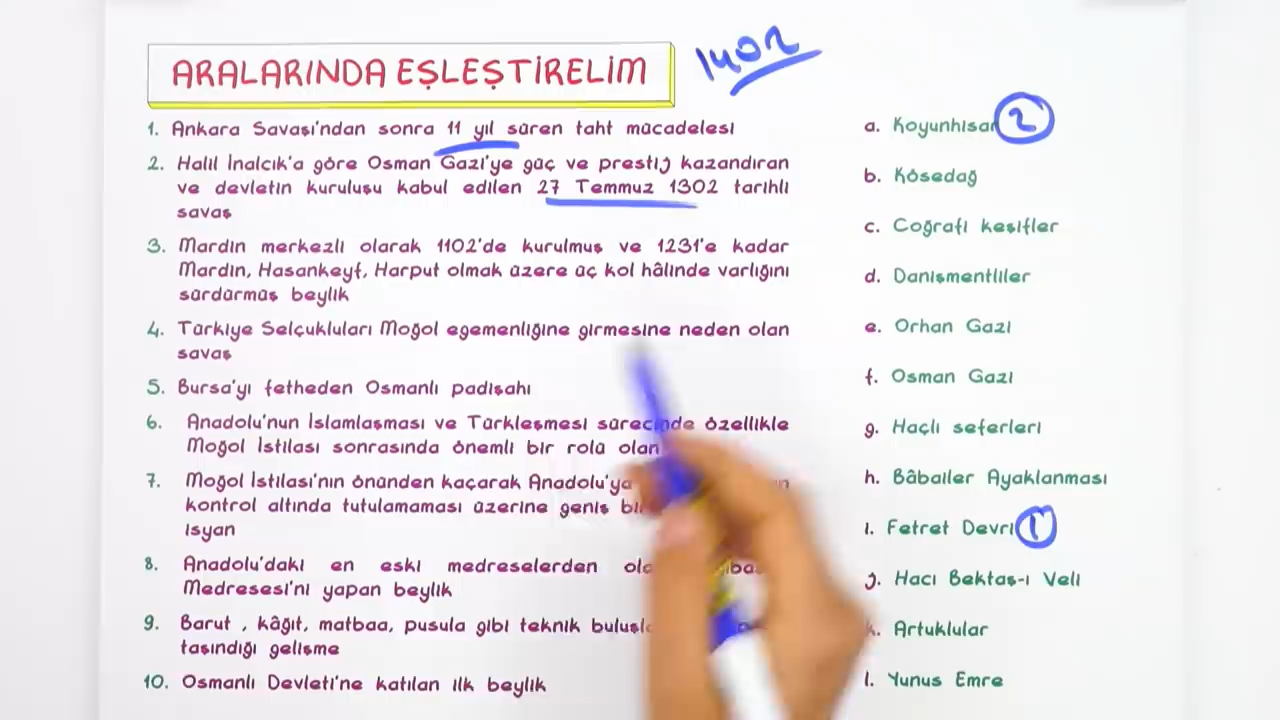 ARALARINDA EŞLEŞTİRELİM
1402
1. Ankara Savaşı'ndan sonra 11 yıl süren taht mücadelesi
2. Halil İnalcık'a göre Osman Gazi'ye güç ve prestij kazandıran
ve devletin kuruluşu kabul edilen 27 Temmuz 1302 tarihli
savaş
3. Mardin merkezli olarak 1102'de kurulmuş ve 1231'e kadar
Mardin, Hasankeyf, Harput olmak üzere üç kol hâlinde varlığını
sürdürmüş beylik
4. Türkiye Selçukluları Moğol egemenliğine girmesine neden olan
savaş
5. Bursa'yı fetheden Osmanlı padişahı
6. Anadolu'nun İslamlaşması ve Türkleşmesi sürecinde özellikle
Moğol İstilası sonrasında önemli bir rolü olan
7. Moğol İstilası'nın önünden kaçarak Anadolu'ya
kontrol altında tutulamaması üzerine geniş
isyan
8. Anadolu'daki en eski medreselerden
Medresesi'ni yapan beylik
9. Barut , kâğıt, matbaa, pusula gibi teknik
taşındığı gelişme
10. Osmanlı Devleti'ne katılan ilk beylik
a. Koyunhisar 2
b. Kösedağ
c. Coğrafi keşifler
d. Danişmentliler
e. Orhan Gazi
f. Osman Gazi
g. Haçlı seferleri
h. Bâbailer Ayaklanması
ı. Fetret Devri 1
j. Hacı Bektaş-ı Veli
k. Artuklular
l. Yunus Emre